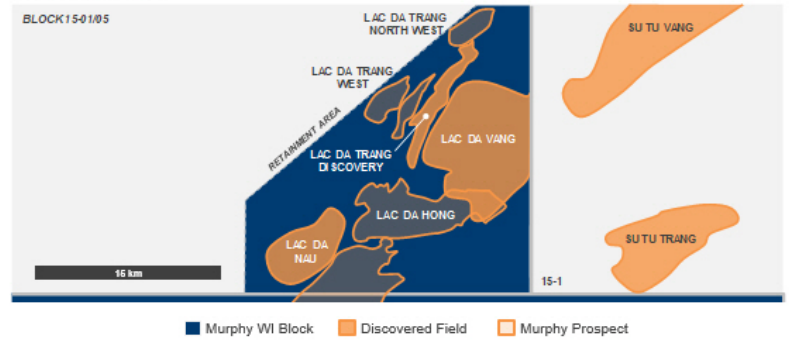 BLOCK 15-01/05
LAC DA TRANG
NORTH WEST
SU TU VANG
LAC DA TRANG
WEST
RETAINMENT AREA
LAC DA VANG
LAC DA TRANG
DISCOVERY
LAC DA HONG
LAC DA
NAU
SU TU TRANG
16 km
15-1
Murphy WI Block
Discovered Field
Murphy Prospect